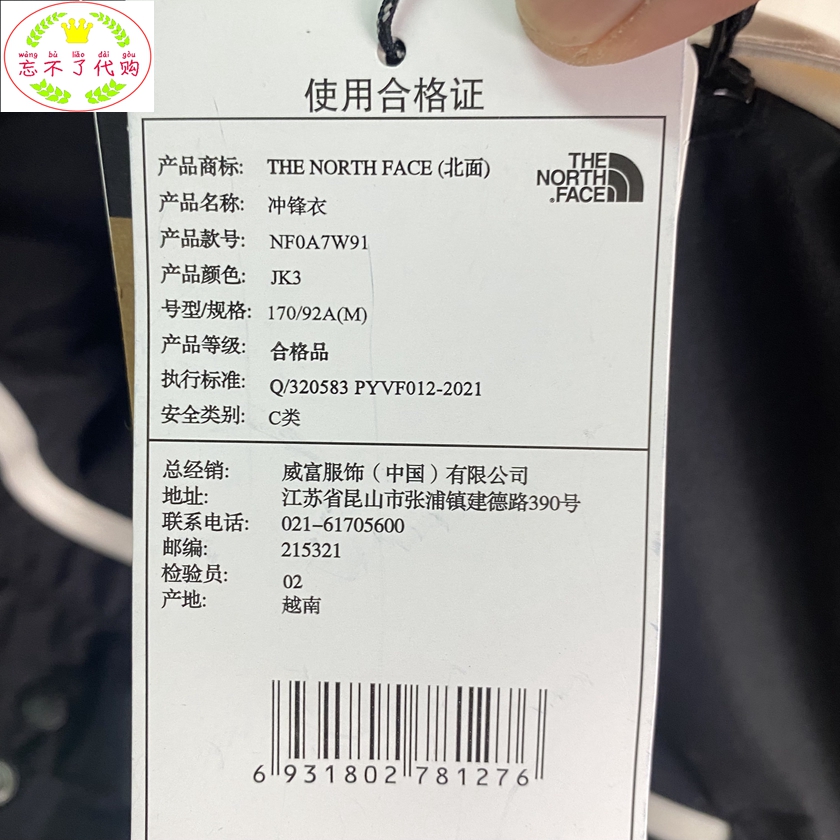 wàng bù liǎo dài gòu
忘不了代购
使用合格证
产品商标: THE NORTH FACE (北面)
THE
NORTH
FACE
产品名称: 冲锋衣
产品款号: NF0A7W91
产品颜色: JK3
号型/规格: 170/92A(M)
产品等级: 合格品
执行标准: Q/320583 PYVF012-2021
安全类别: C类
总经销: 威富服饰（中国）有限公司
地址: 江苏省昆山市张浦镇建德路390号
联系电话: 021-61705600
邮编: 215321
检验员: 02
产地: 越南
6 931802 781276